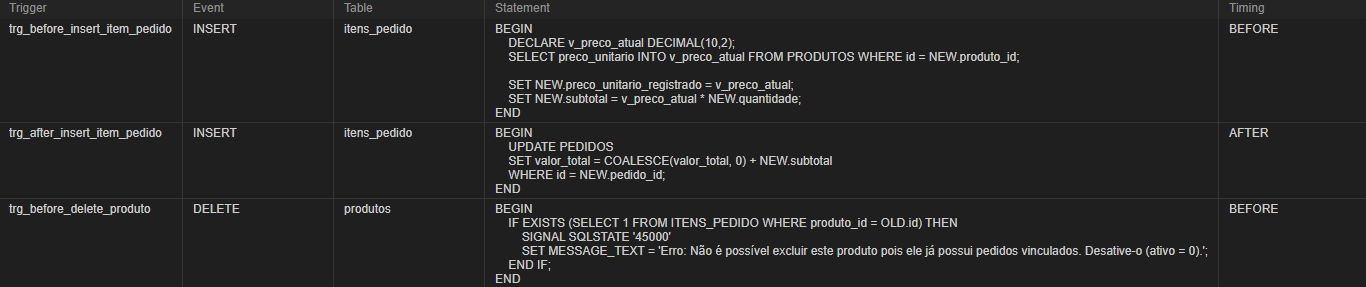 Trigger Event Table Statement Timing
trg_before_insert_item_pedido INSERT itens_pedido BEGIN BEFORE
DECLARE v_preco_atual DECIMAL(10,2);
SELECT preco_unitario INTO v_preco_atual FROM PRODUTOS WHERE id = NEW.produto_id;
SET NEW.preco_unitario_registrado = v_preco_atual;
SET NEW.subtotal = v_preco_atual * NEW.quantidade;
END
trg_after_insert_item_pedido INSERT itens_pedido BEGIN AFTER
UPDATE PEDIDOS
SET valor_total = COALESCE(valor_total, 0) + NEW.subtotal
WHERE id = NEW.pedido_id;
END
trg_before_delete_produto DELETE produtos BEGIN BEFORE
IF EXISTS (SELECT 1 FROM ITENS_PEDIDO WHERE produto_id = OLD.id) THEN
SIGNAL SQLSTATE '45000'
SET MESSAGE_TEXT = 'Erro: Não é possível excluir este produto pois ele já possui pedidos vinculados. Desative-o (ativo = 0).';
END IF;
END